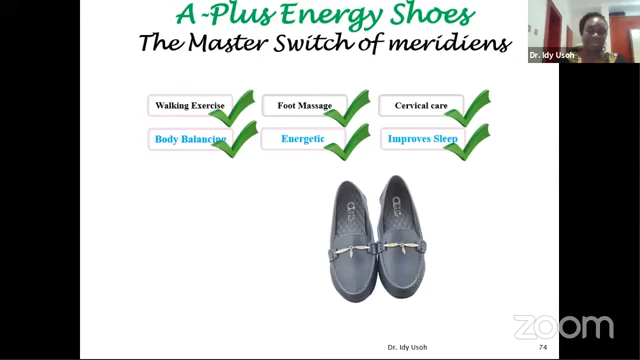 A-Plus Energy Shoes
The Master Switch of meridiens
Dr. Idy Usoh
Walking Exercise
Foot Massage
Cervical care
Body Balancing
Energetic
Improves Sleep
zoom
Dr. Idy Usoh
74